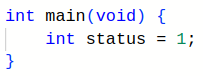 int main(void) {
    int status = 1;
}